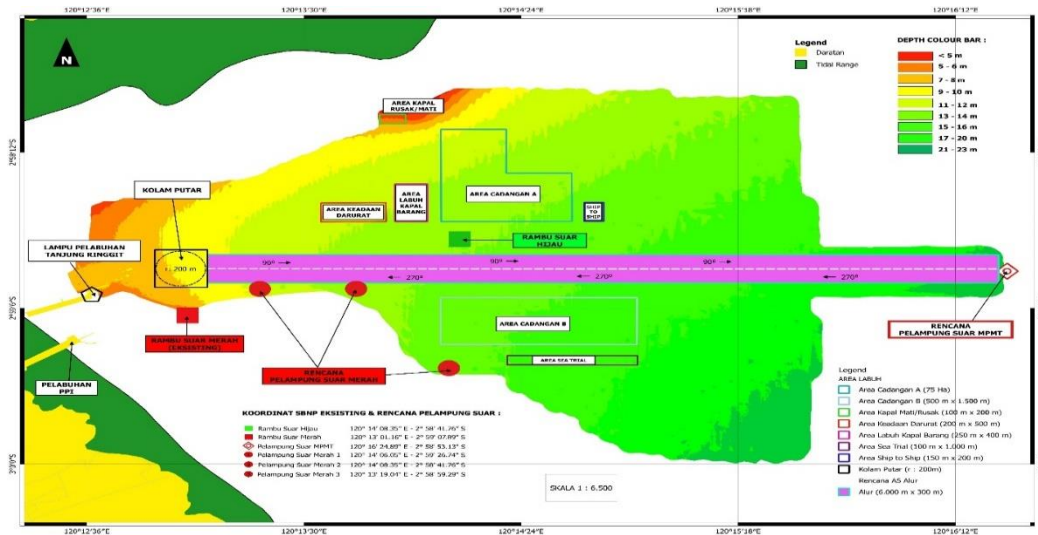 120°12'36"E 120°13'30"E 120°14'24"E 120°15'18"E 120°16'12"E
N
Legend
Daratan
Tidal Range
DEPTH COLOUR BAR :
< 5 m
5 - 6 m
7 - 8 m
9 - 10 m
11 - 12 m
13 - 14 m
15 - 16 m
17 - 20 m
21 - 23 m
AREA KAPAL
RUSAK/MATI
2°58'12"S
KOLAM PUTAR
AREA KEADAAN
DARURAT
AREA
LABUH
KAPAL
BARANG
AREA CADANGAN A
SHIP
TO
SHIP
RAMBU SUAR
HIJAU
LAMPU PELABUHAN
TANJUNG RINGGIT
r : 200 m
90° 90° 90°
270° 270° 270°
2°59'6"S
RAMBU SUAR MERAH
(EKSISTING)
AREA CADANGAN B
RENCANA
PELAMPUNG SUAR MPMT
AREA SEA TRIAL
RENCANA
PELAMPUNG SUAR MERAH
PELABUHAN
PPI
KOORDINAT SBNP EKSISTING & RENCANA PELAMPUNG SUAR :
Rambu Suar Hijau 120° 14' 08.35" E - 2° 58' 41.76" S
Rambu Suar Merah 120° 13' 01.16" E - 2° 59' 07.89" S
Pelampung Suar MPMT 120° 16' 24.89" E - 2° 58' 53.13" S
Pelampung Suar Merah 1 120° 14' 06.05" E - 2° 59' 26.74" S
Pelampung Suar Merah 2 120° 14' 08.35" E - 2° 58' 41.76" S
Pelampung Suar Merah 3 120° 13' 19.04" E - 2° 58' 59.29" S
SKALA 1 : 6.500
Legend
AREA LABUH
Area Cadangan A (75 Ha)
Area Cadangan B (500 m x 1.500 m)
Area Kapal Mati/Rusak (100 m x 200 m)
Area Keadaan Darurat (200 m x 500 m)
Area Labuh Kapal Barang (250 m x 400 m)
Area Sea Trial (100 m x 1.000 m)
Area Ship to Ship (150 m x 200 m)
Kolam Putar (r : 200m)
Rencana AS Alur
Alur (6.000 m x 300 m)
120°12'36"E 120°13'30"E 120°14'24"E 120°15'18"E 120°16'12"E